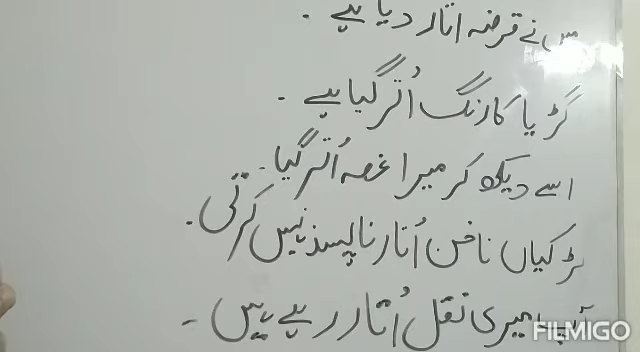 میں نے قرضہ اتار دیا ہے ۔
گڑیا کا رنگ اُتر گیا ہے ۔
اسے دیکھ کر میرا غصہ اُتر گیا ۔
لڑکیاں ناخن اُتارنا پسند نہیں کرتی ۔
آپ میری نقل اُتار رہے ہیں ۔
FILMIGO